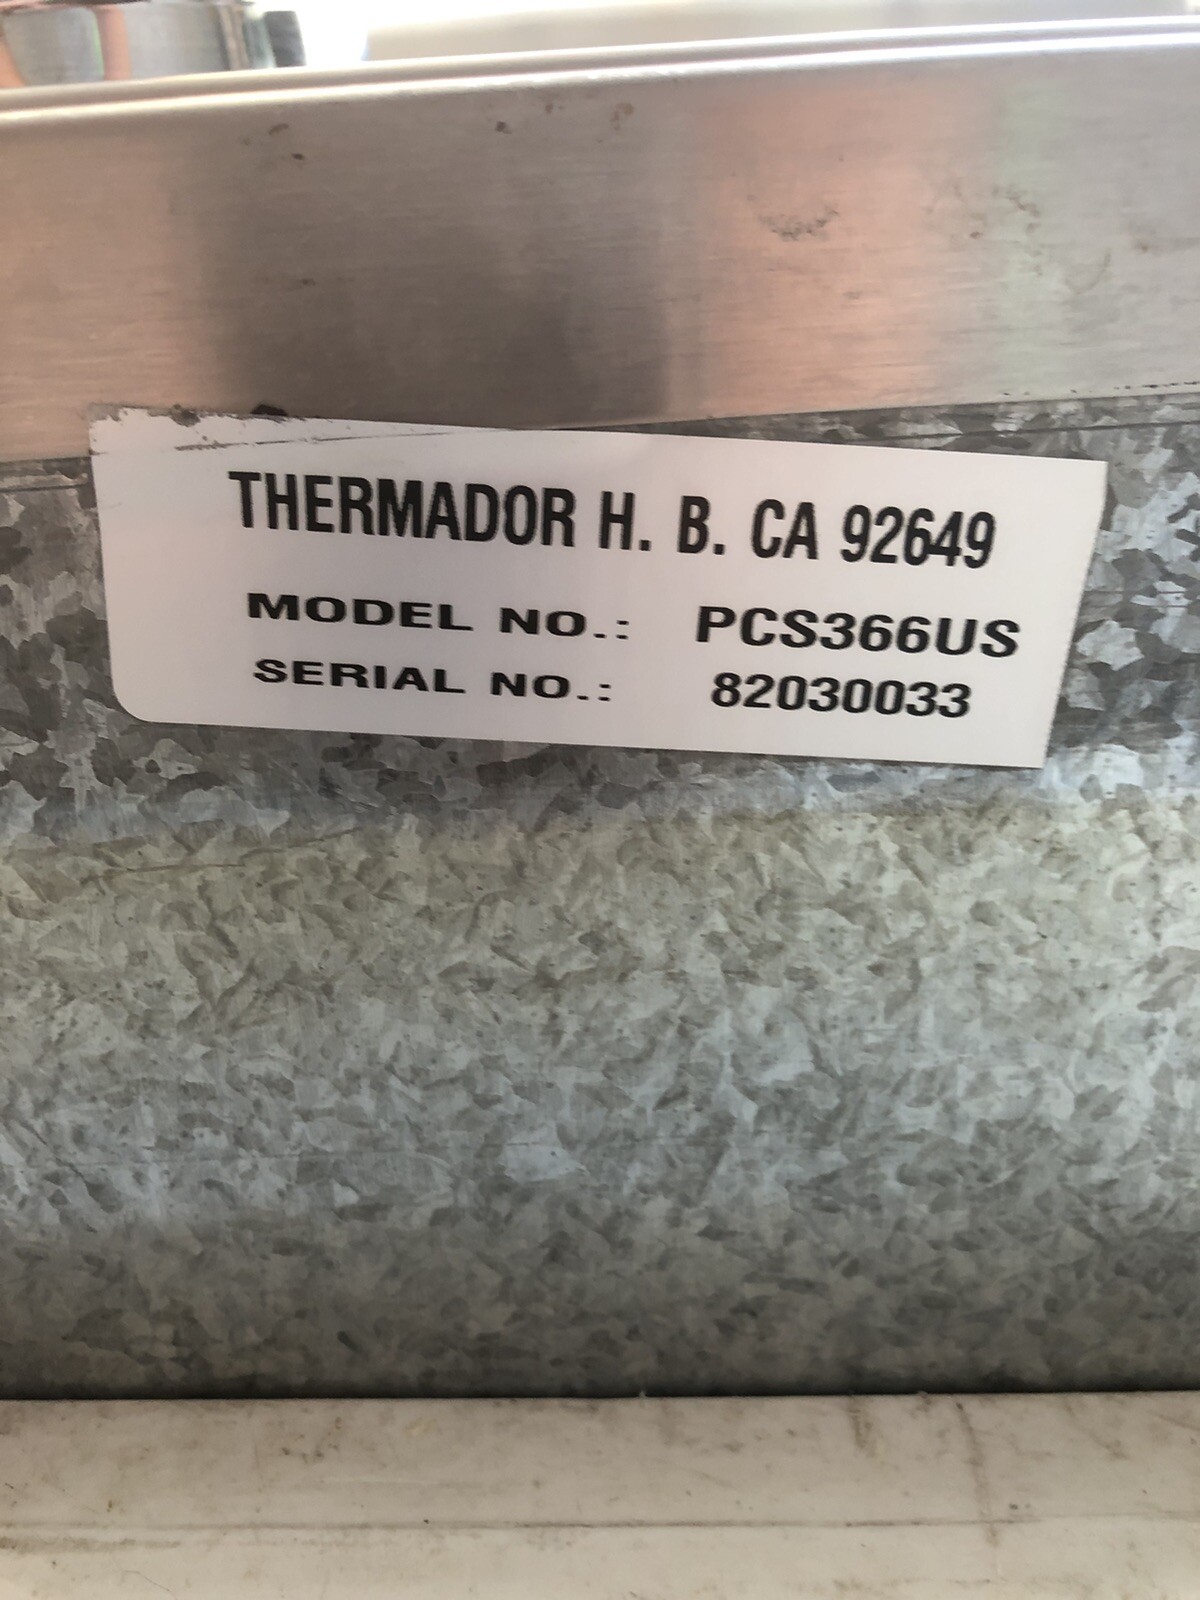 THERMADOR H. B. CA 92649
MODEL NO.: PCS366US
SERIAL NO.: 82030033